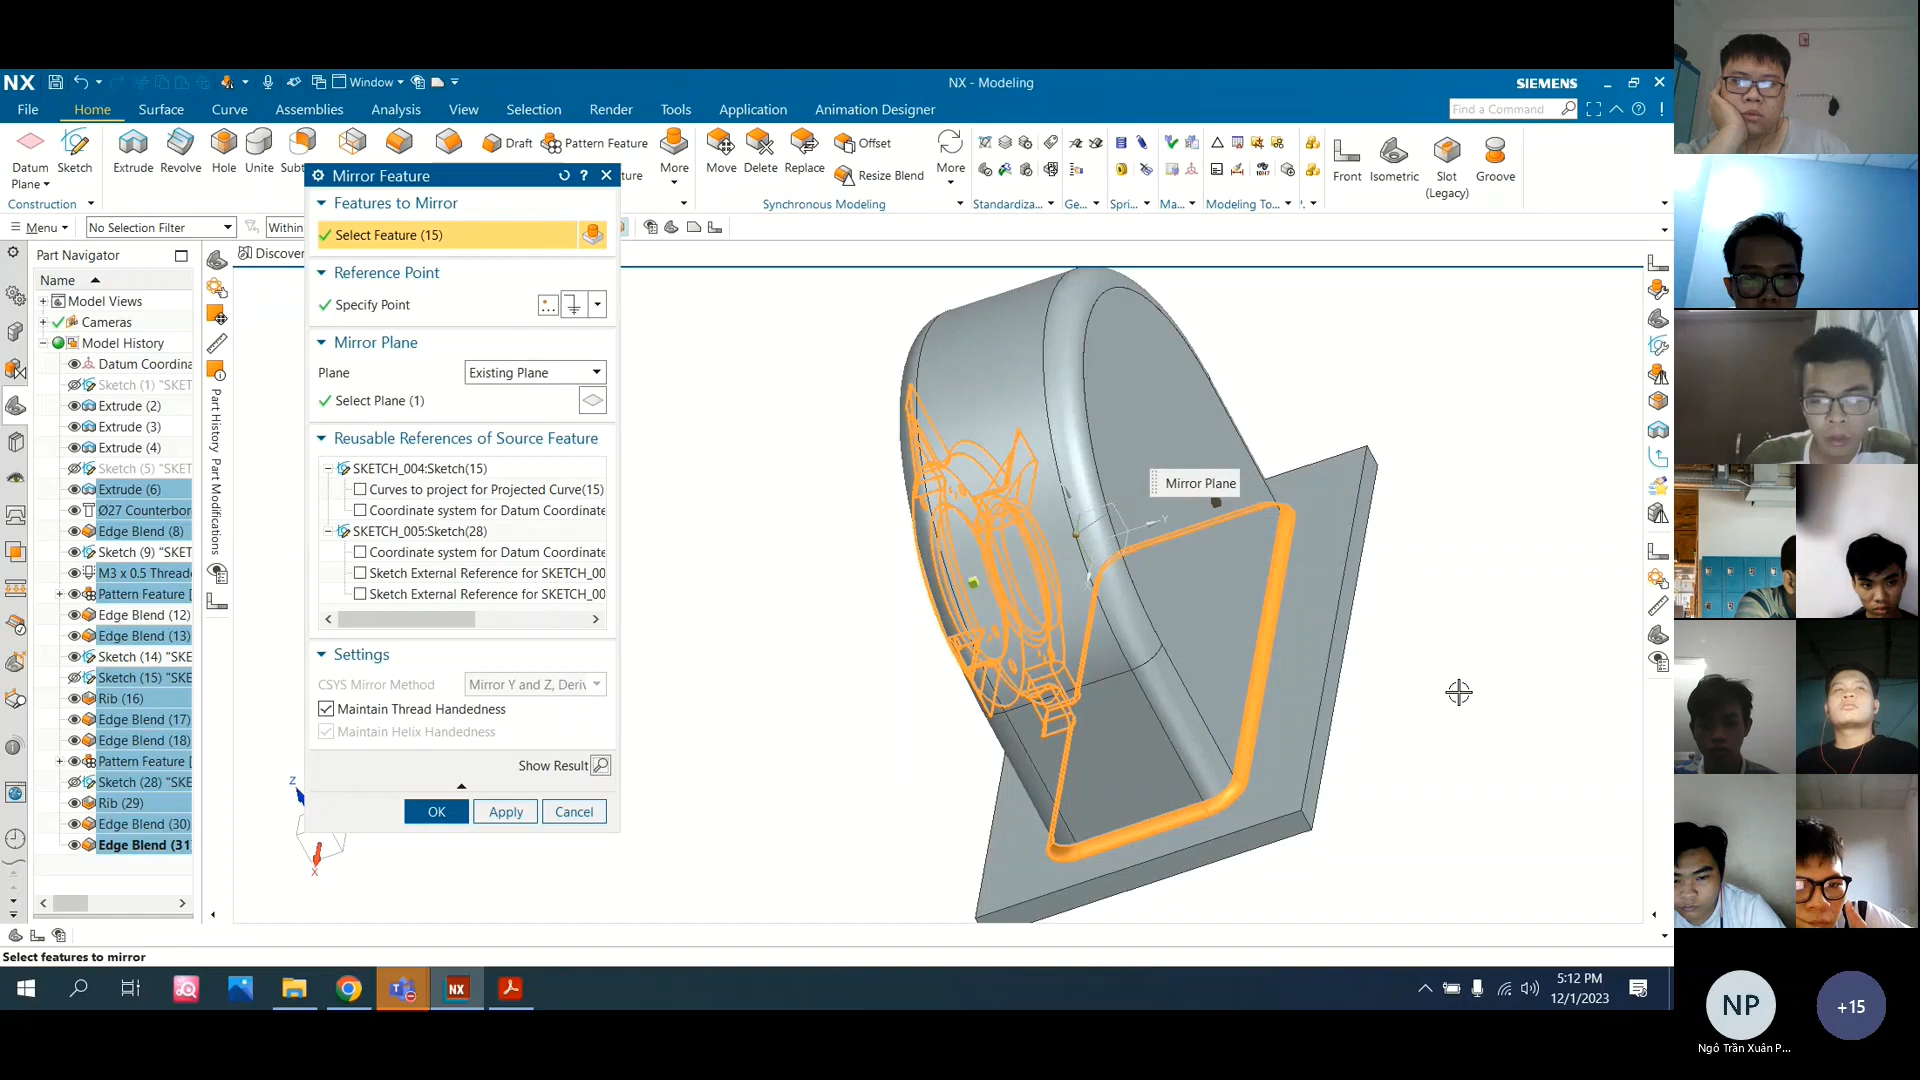 NX
Window
NX - Modeling
SIEMENS
File
Home
Surface
Curve
Assemblies
Analysis
View
Selection
Render
Tools
Application
Animation Designer
Find a Command
Datum
Plane
Sketch
Extrude
Revolve
Hole
Unite
Draft
Pattern Feature
More
Move
Delete
Replace
Offset
Resize Blend
More
Front
Isometric
Slot
(Legacy)
Groove
Construction
Synchronous Modeling
Standardiza...
Ge...
Spri...
Ma...
Modeling To...
Menu
No Selection Filter
Within
Discover
Part Navigator
Name
Model Views
Cameras
Model History
Datum Coordina
Sketch (1) "SKET
Extrude (2)
Extrude (3)
Extrude (4)
Sketch (5) "SKET
Extrude (6)
Ø27 Counterbor
Edge Blend (8)
Sketch (9) "SKET
M3 x 0.5 Threade
Pattern Feature [
Edge Blend (12)
Edge Blend (13)
Sketch (14) "SKE
Sketch (15) "SKE
Rib (16)
Edge Blend (17)
Edge Blend (18)
Pattern Feature [
Sketch (28) "SKE
Rib (29)
Edge Blend (30)
Edge Blend (31)
Part History
Part Modifications
Mirror Feature
Features to Mirror
Select Feature (15)
Reference Point
Specify Point
Mirror Plane
Plane
Existing Plane
Select Plane (1)
Reusable References of Source Feature
SKETCH_004:Sketch(15)
Curves to project for Projected Curve(15)
Coordinate system for Datum Coordinate
SKETCH_005:Sketch(28)
Coordinate system for Datum Coordinate
Sketch External Reference for SKETCH_00
Sketch External Reference for SKETCH_00
Settings
CSYS Mirror Method
Mirror Y and Z, Deriv
Maintain Thread Handedness
Maintain Helix Handedness
Show Result
OK
Apply
Cancel
Mirror Plane
Y
Z
X
Select features to mirror
5:12 PM
12/1/2023
NP
+15
Ngô Trần Xuân P...